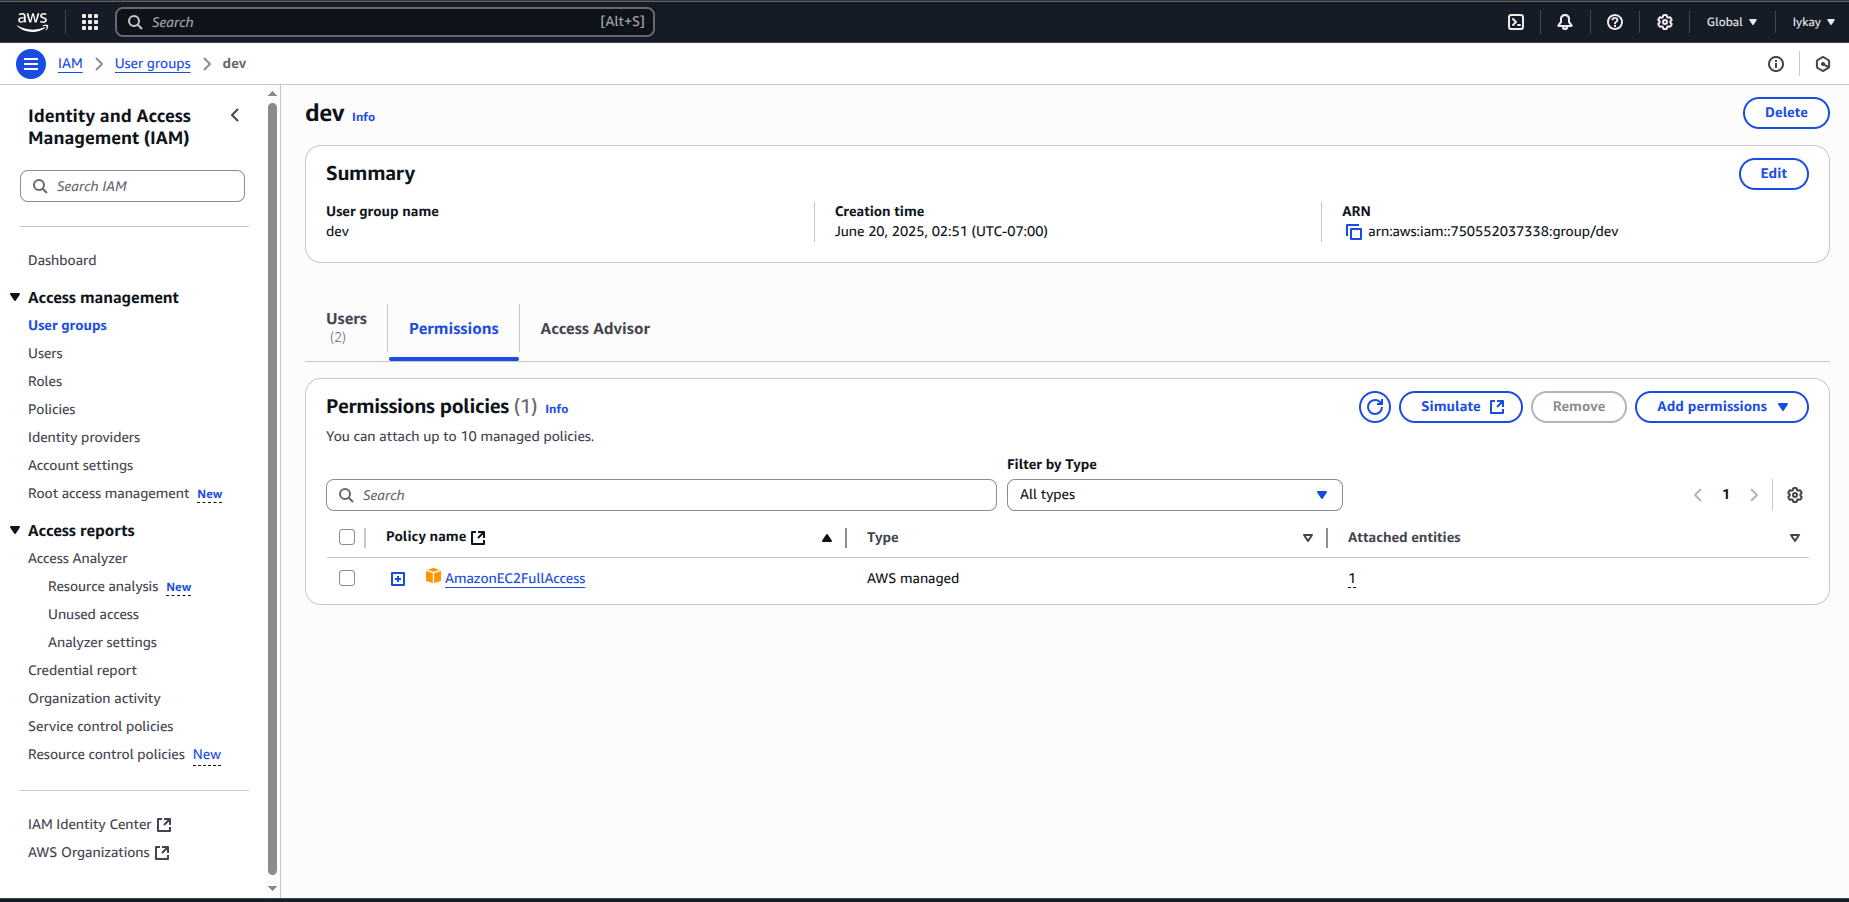 aws
Search [Alt+S]
Global
Iykay
IAM
User groups
dev
Identity and Access
Management (IAM)
Search IAM
Dashboard
Access management
User groups
Users
Roles
Policies
Identity providers
Account settings
Root access management New
Access reports
Access Analyzer
Resource analysis New
Unused access
Analyzer settings
Credential report
Organization activity
Service control policies
Resource control policies New
IAM Identity Center
AWS Organizations
dev Info
Delete
Summary
Edit
User group name
dev
Creation time
June 20, 2025, 02:51 (UTC-07:00)
ARN
arn:aws:iam::750552037338:group/dev
Users
(2)
Permissions
Access Advisor
Permissions policies (1) Info
You can attach up to 10 managed policies.
Simulate
Remove
Add permissions
Filter by Type
Search
All types
1
Policy name
Type
Attached entities
AmazonEC2FullAccess
AWS managed
1